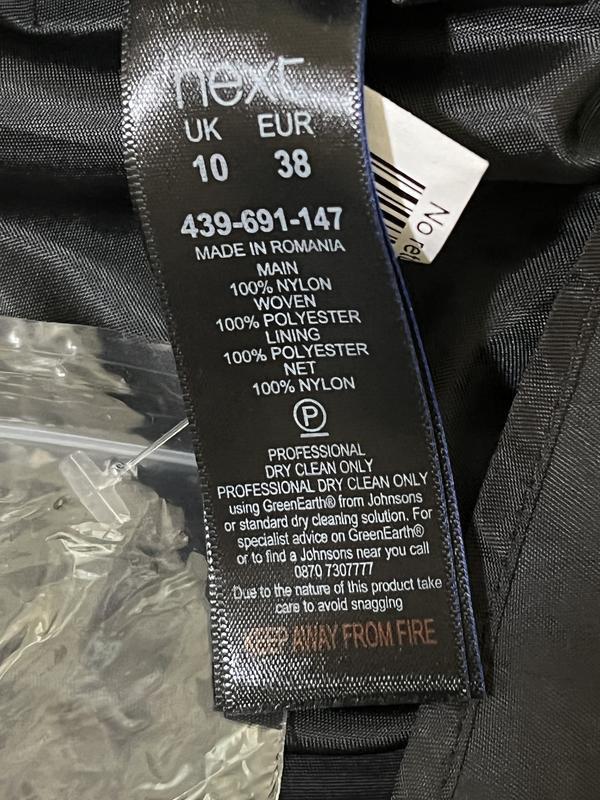 next
UK EUR
10 38
439-691-147
MADE IN ROMANIA
MAIN
100% NYLON
WOVEN
100% POLYESTER
LINING
100% POLYESTER
NET
100% NYLON
P
PROFESSIONAL
DRY CLEAN ONLY
PROFESSIONAL DRY CLEAN ONLY
using GreenEarth® from Johnsons
or standard dry cleaning solution. For
specialist advice on GreenEarth®
or to find a Johnsons near you call
0870 7307777
Due to the nature of this product take
care to avoid snagging
KEEP AWAY FROM FIRE
No